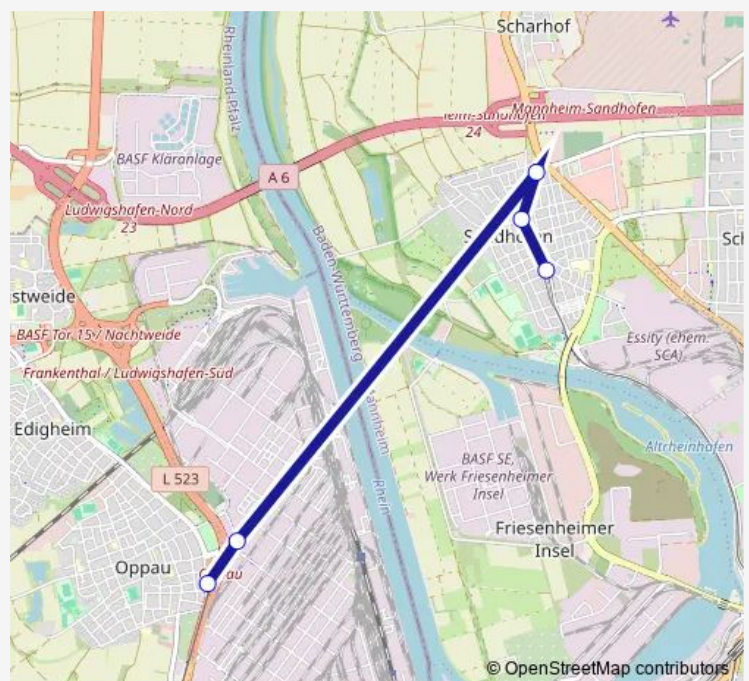 Scharhof
Rheinland-Pfalz
Mannheim-Sandhofen
24
BASF Kläranlage
A 6
Ludwigshafen-Nord
23
Baden-Württemberg
stweide
BASF Tor 15 / Nachtweide
Essity (ehem.
SCA)
Frankenthal / Ludwigshafen-Süd
Edigheim
Altrheinhafen
BASF SE,
Werk Friesenheimer
Insel
L 523
Rhein
Friesenheimer
Insel
Oppau
© OpenStreetMap contributors